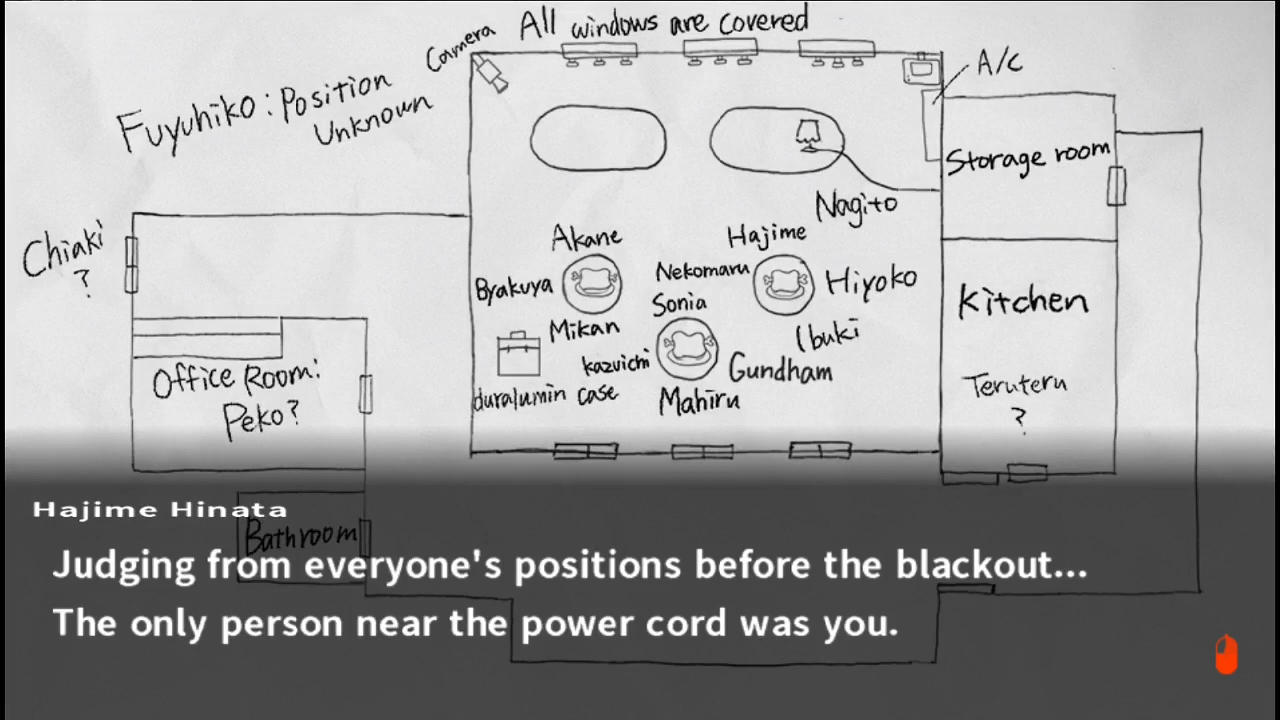 All windows are covered
Camera
A/C
Fuyuhiko : Position
Unknown
Storage room
Nagito
Chiaki
?
Akane
Hajime
Byakuya
Nekomaru
Hiyoko
Sonia
Kitchen
Mikan
Ibuki
kazuichi
Gundham
Office Room:
Peko?
duralumin case
Mahiru
Teruteru
?
Hajime Hinata
Bathroom
Judging from everyone's positions before the blackout...
The only person near the power cord was you.